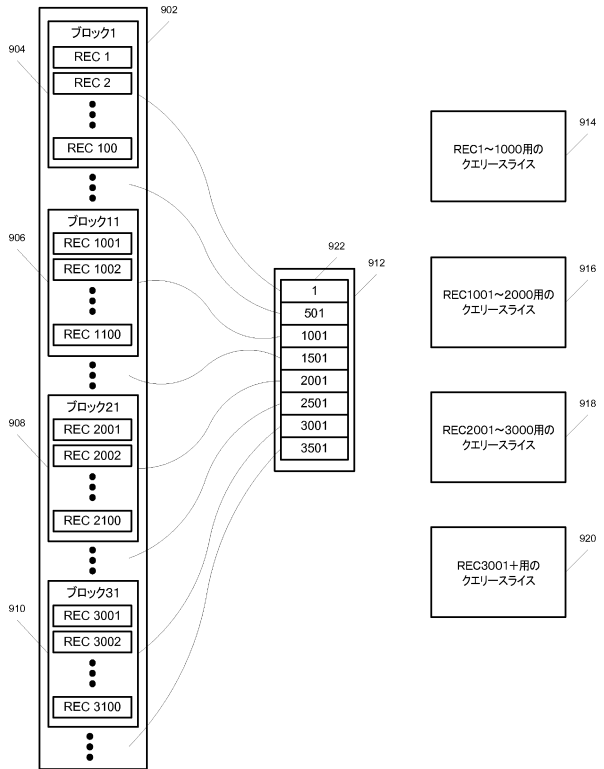 902
904
ブロック1
REC 1
REC 2
REC 100
906
ブロック11
REC 1001
REC 1002
REC 1100
908
ブロック21
REC 2001
REC 2002
REC 2100
910
ブロック31
REC 3001
REC 3002
REC 3100
922
912
1
501
1001
1501
2001
2501
3001
3501
914
REC1～1000用の
クエリースライス
916
REC1001～2000用の
クエリースライス
918
REC2001～3000用の
クエリースライス
920
REC3001＋用の
クエリースライス